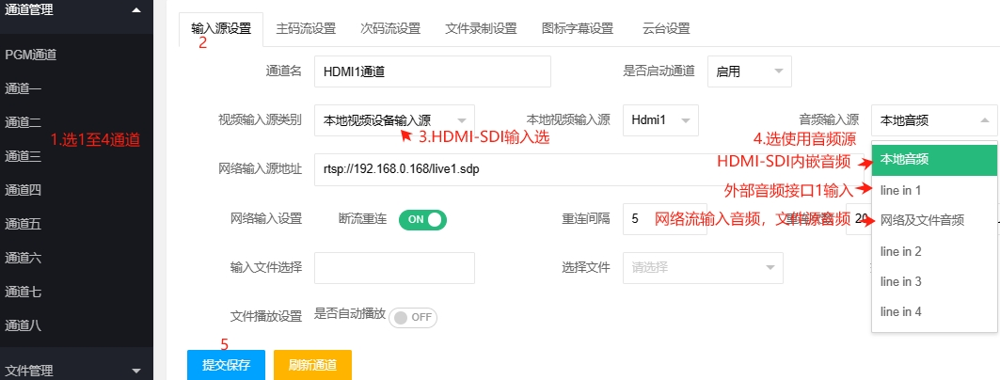 通道管理
PGM通道
通道一
通道二
1.选1至4通道
通道三
通道四
通道五
通道六
通道七
通道八
文件管理
输入源设置 主码流设置 次码流设置 文件录制设置 图标字幕设置 云台设置
2
通道名 HDMI1通道 是否启动通道 启用
视频输入源类别 本地视频设备输入源 本地视频输入源 Hdmi1 音频输入源 本地音频
3.HDMI-SDI输入选 4.选使用音频源
网络输入源地址 rtsp://192.168.0.168/live1.sdp HDMI-SDI内嵌音频 本地音频
外部音频接口1输入 line in 1
网络输入设置 断流重连 ON 重连间隔 5 网络流输入音频，文件源音频 20 网络及文件音频
输入文件选择 选择文件 请选择 line in 2
line in 3
文件播放设置 是否自动播放 OFF line in 4
5
提交保存 刷新通道